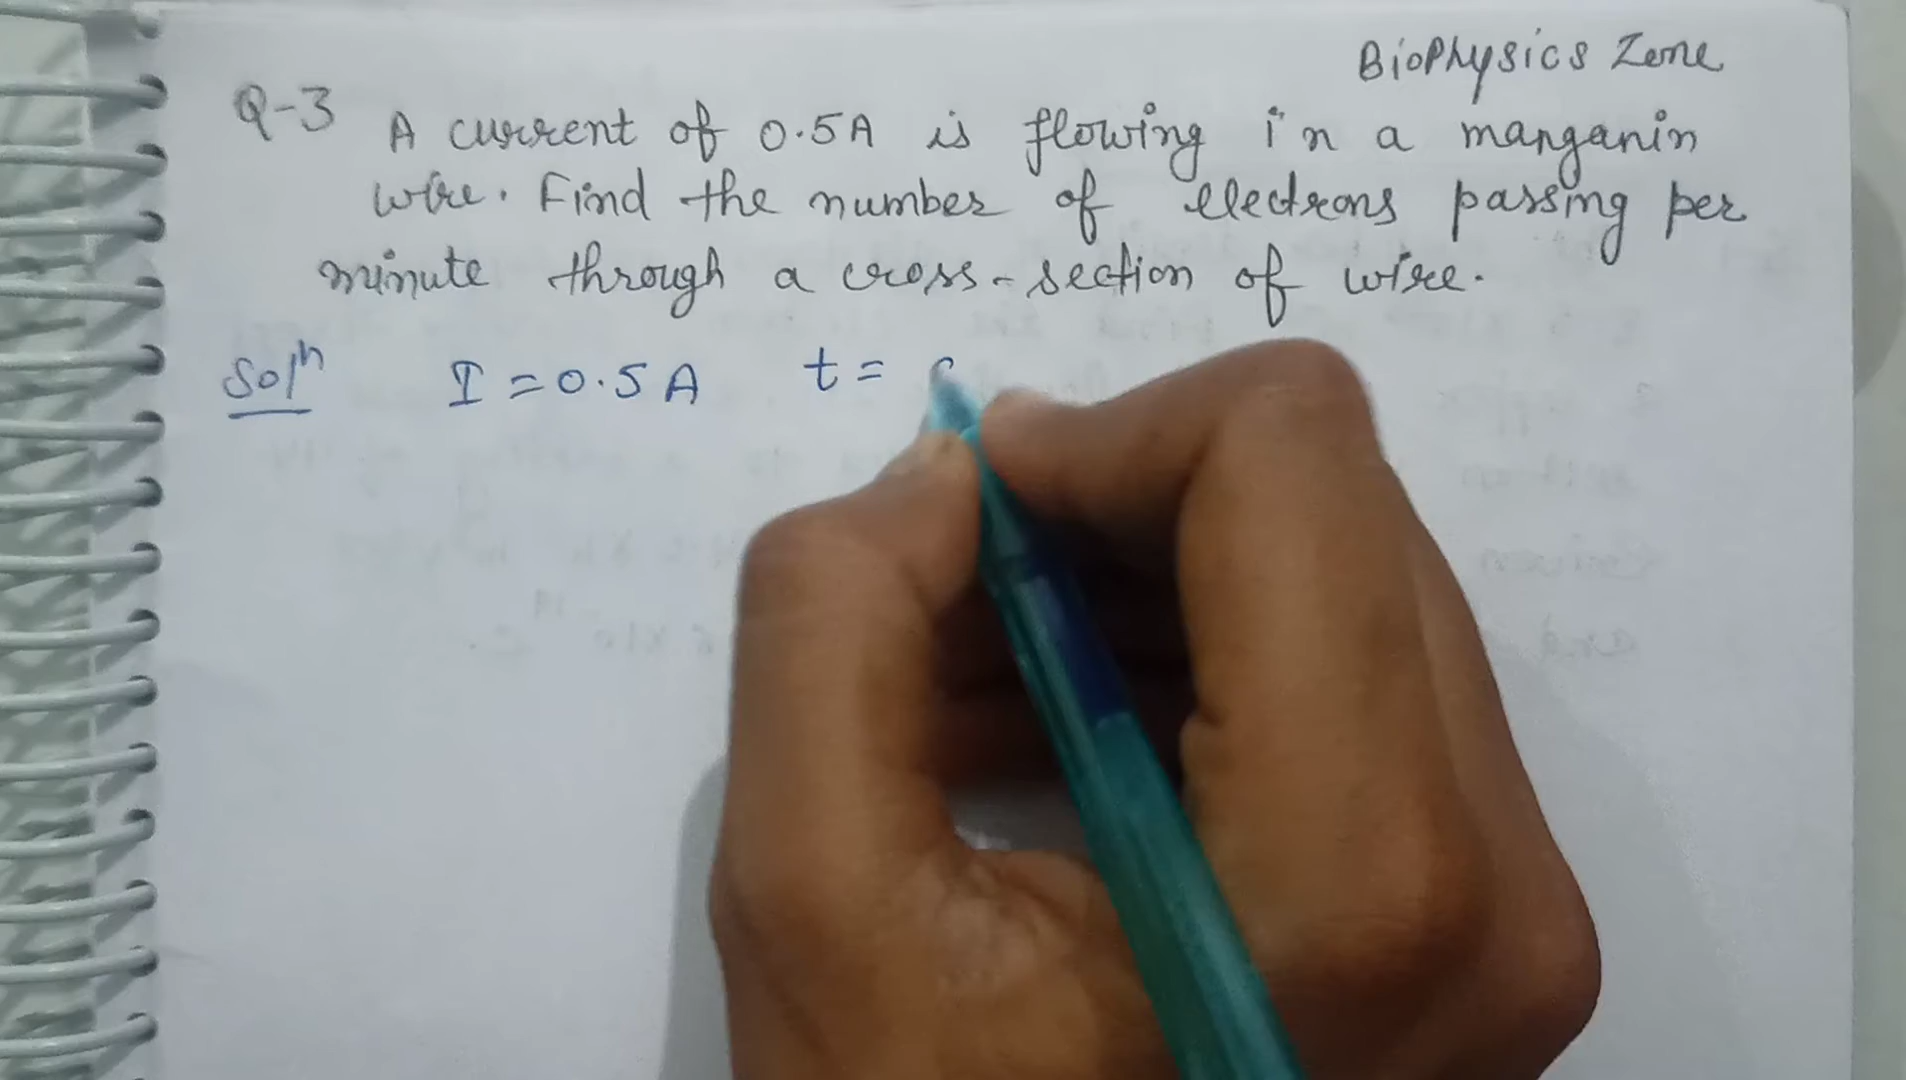 BioPhysics Zone
Q-3 A current of 0.5A is flowing in a manganin
wire. Find the number of electrons passing per
minute through a cross-section of wire.
Solⁿ I = 0.5 A t =